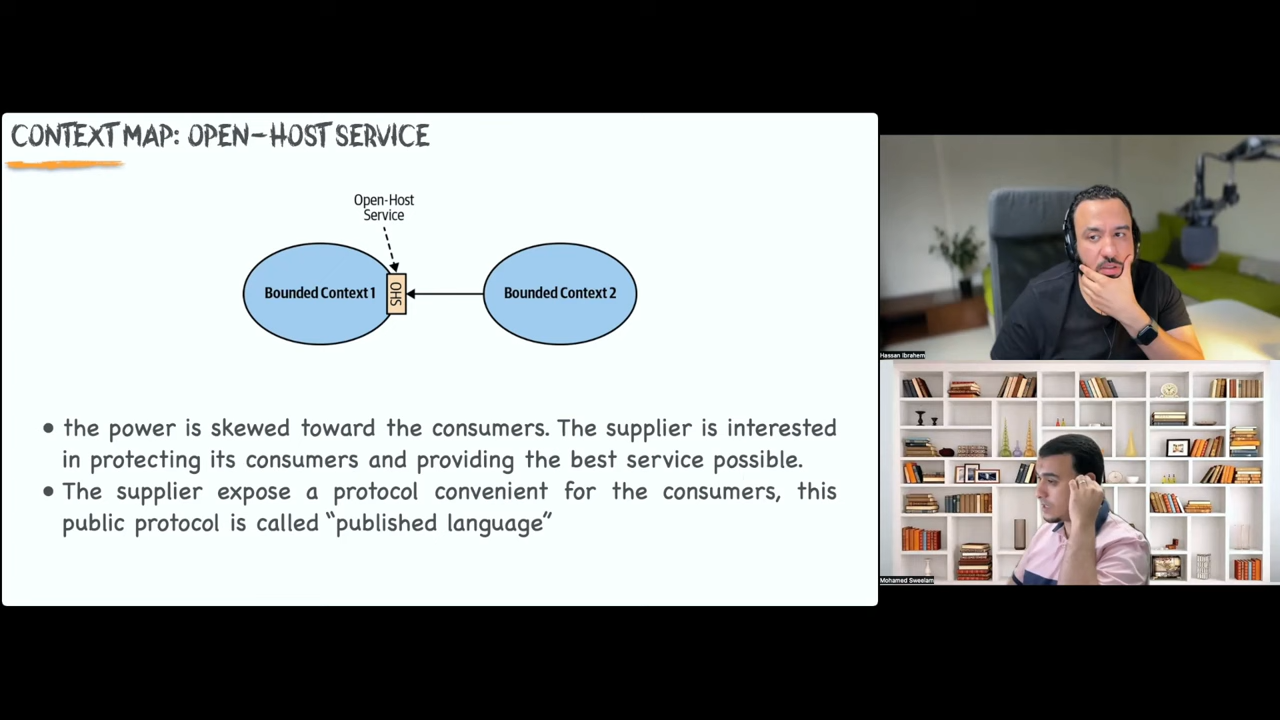 CONTEXT MAP: OPEN-HOST SERVICE
Open-Host
Service
Bounded Context 1
OHS
Bounded Context 2
• the power is skewed toward the consumers. The supplier is interested
in protecting its consumers and providing the best service possible.
• The supplier expose a protocol convenient for the consumers, this
public protocol is called “published language”
Hassan Ibrahem
Mohamed Sweelam